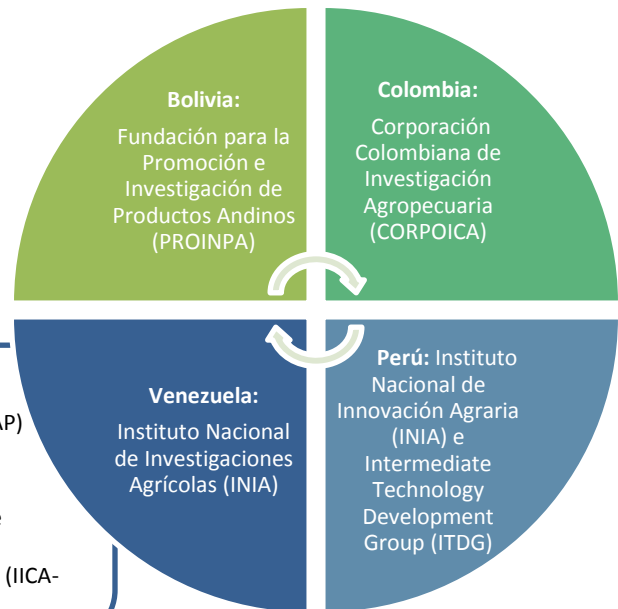 Bolivia:
Fundación para la
Promoción e
Investigación de
Productos Andinos
(PROINPA)
Colombia:
Corporación
Colombiana de
Investigación
Agropecuaria
(CORPOICA)
Venezuela:
Instituto Nacional
de Investigaciones
Agrícolas (INIA)
Perú: Instituto
Nacional de
Innovación Agraria
(INIA) e
Intermediate
Technology
Development
Group (ITDG)
(IICA-